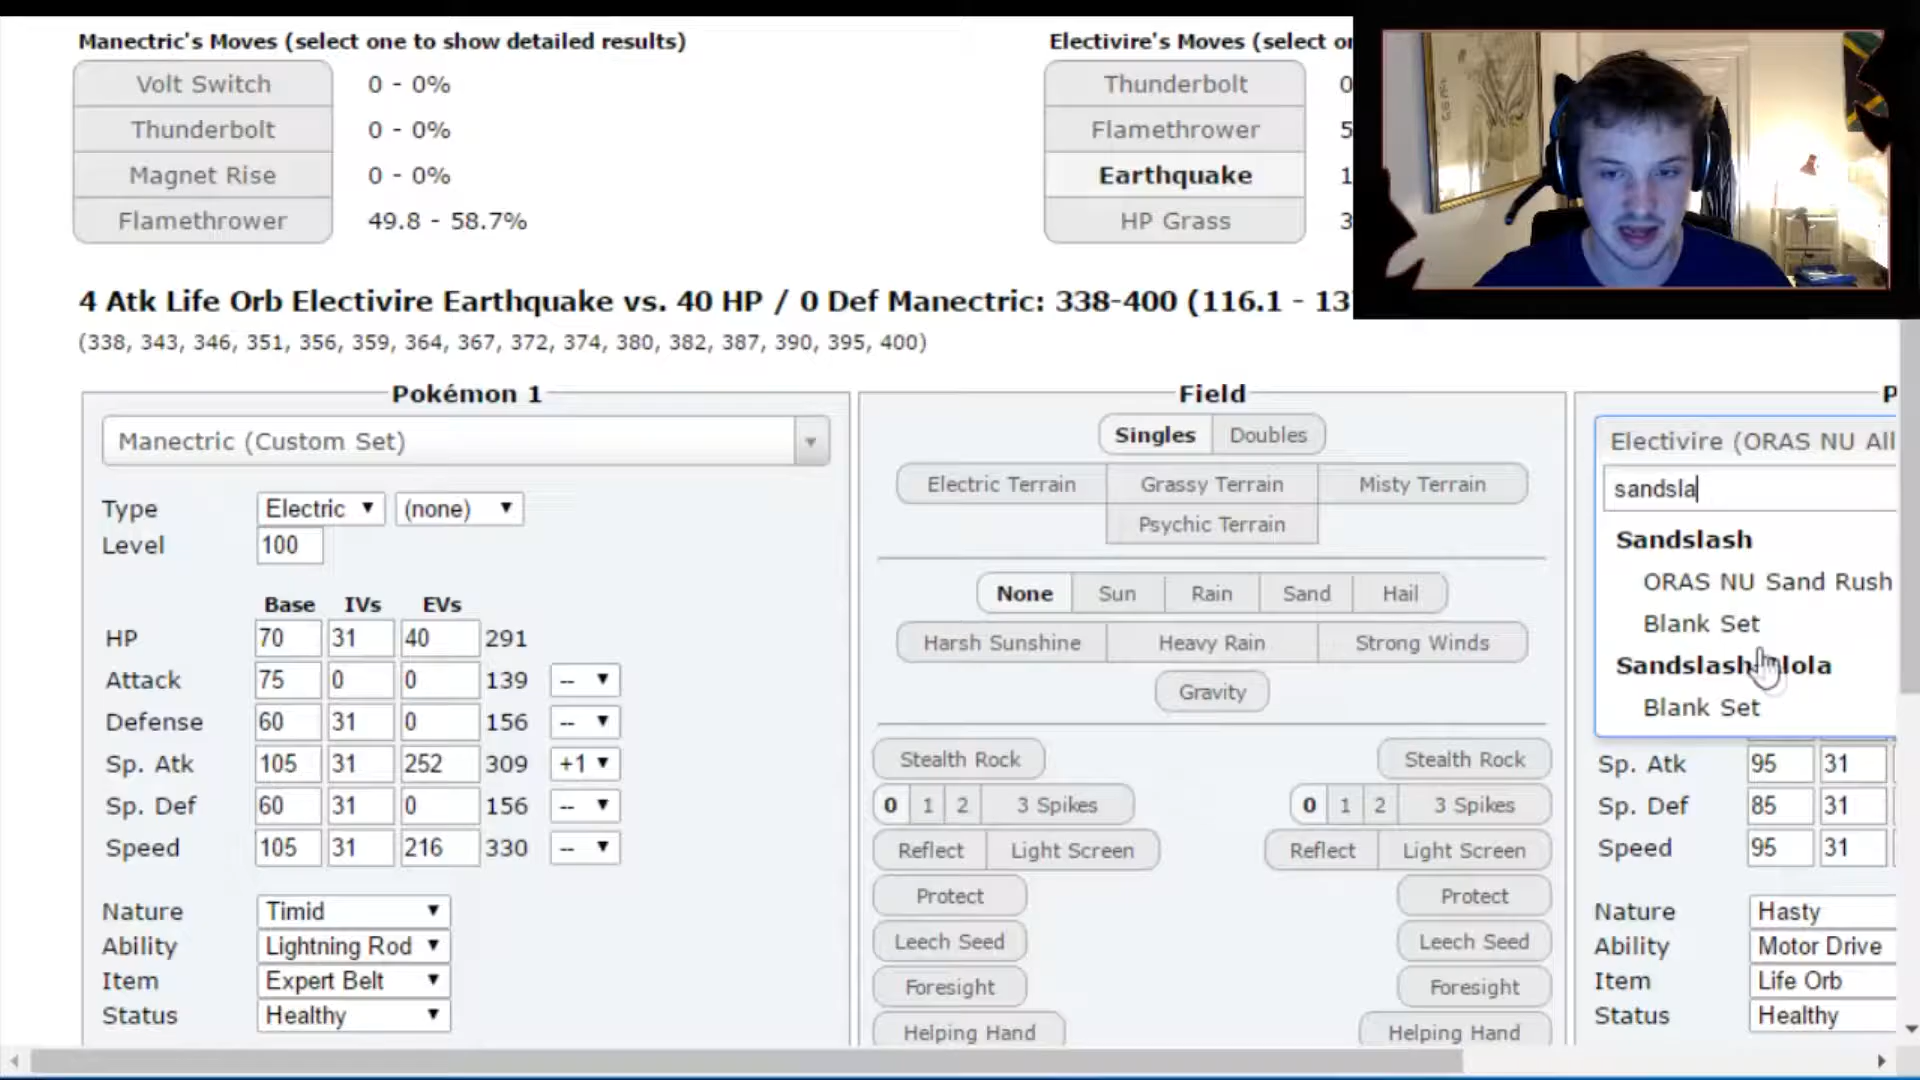 Manectric's Moves (select one to show detailed results)
Volt Switch 0 - 0%
Thunderbolt 0 - 0%
Magnet Rise 0 - 0%
Flamethrower 49.8 - 58.7%
Electivire's Moves (select or
Thunderbolt 0
Flamethrower 5
Earthquake 1
HP Grass 3
4 Atk Life Orb Electivire Earthquake vs. 40 HP / 0 Def Manectric: 338-400 (116.1 - 13
(338, 343, 346, 351, 356, 359, 364, 367, 372, 374, 380, 382, 387, 390, 395, 400)
Pokémon 1
Manectric (Custom Set)
Type Electric (none)
Level 100
Base IVs EVs
HP 70 31 40 291
Attack 75 0 0 139 --
Defense 60 31 0 156 --
Sp. Atk 105 31 252 309 +1
Sp. Def 60 31 0 156 --
Speed 105 31 216 330 --
Nature Timid
Ability Lightning Rod
Item Expert Belt
Status Healthy
Field
Singles Doubles
Electric Terrain Grassy Terrain Misty Terrain
Psychic Terrain
None Sun Rain Sand Hail
Harsh Sunshine Heavy Rain Strong Winds
Gravity
Stealth Rock Stealth Rock
0 1 2 3 Spikes 0 1 2 3 Spikes
Reflect Light Screen Reflect Light Screen
Protect Protect
Leech Seed Leech Seed
Foresight Foresight
Helping Hand Helping Hand
P
Electivire (ORAS NU All
sandsla
Sandslash
ORAS NU Sand Rush
Blank Set
Sandslash lola
Blank Set
Sp. Atk 95 31
Sp. Def 85 31
Speed 95 31
Nature Hasty
Ability Motor Drive
Item Life Orb
Status Healthy